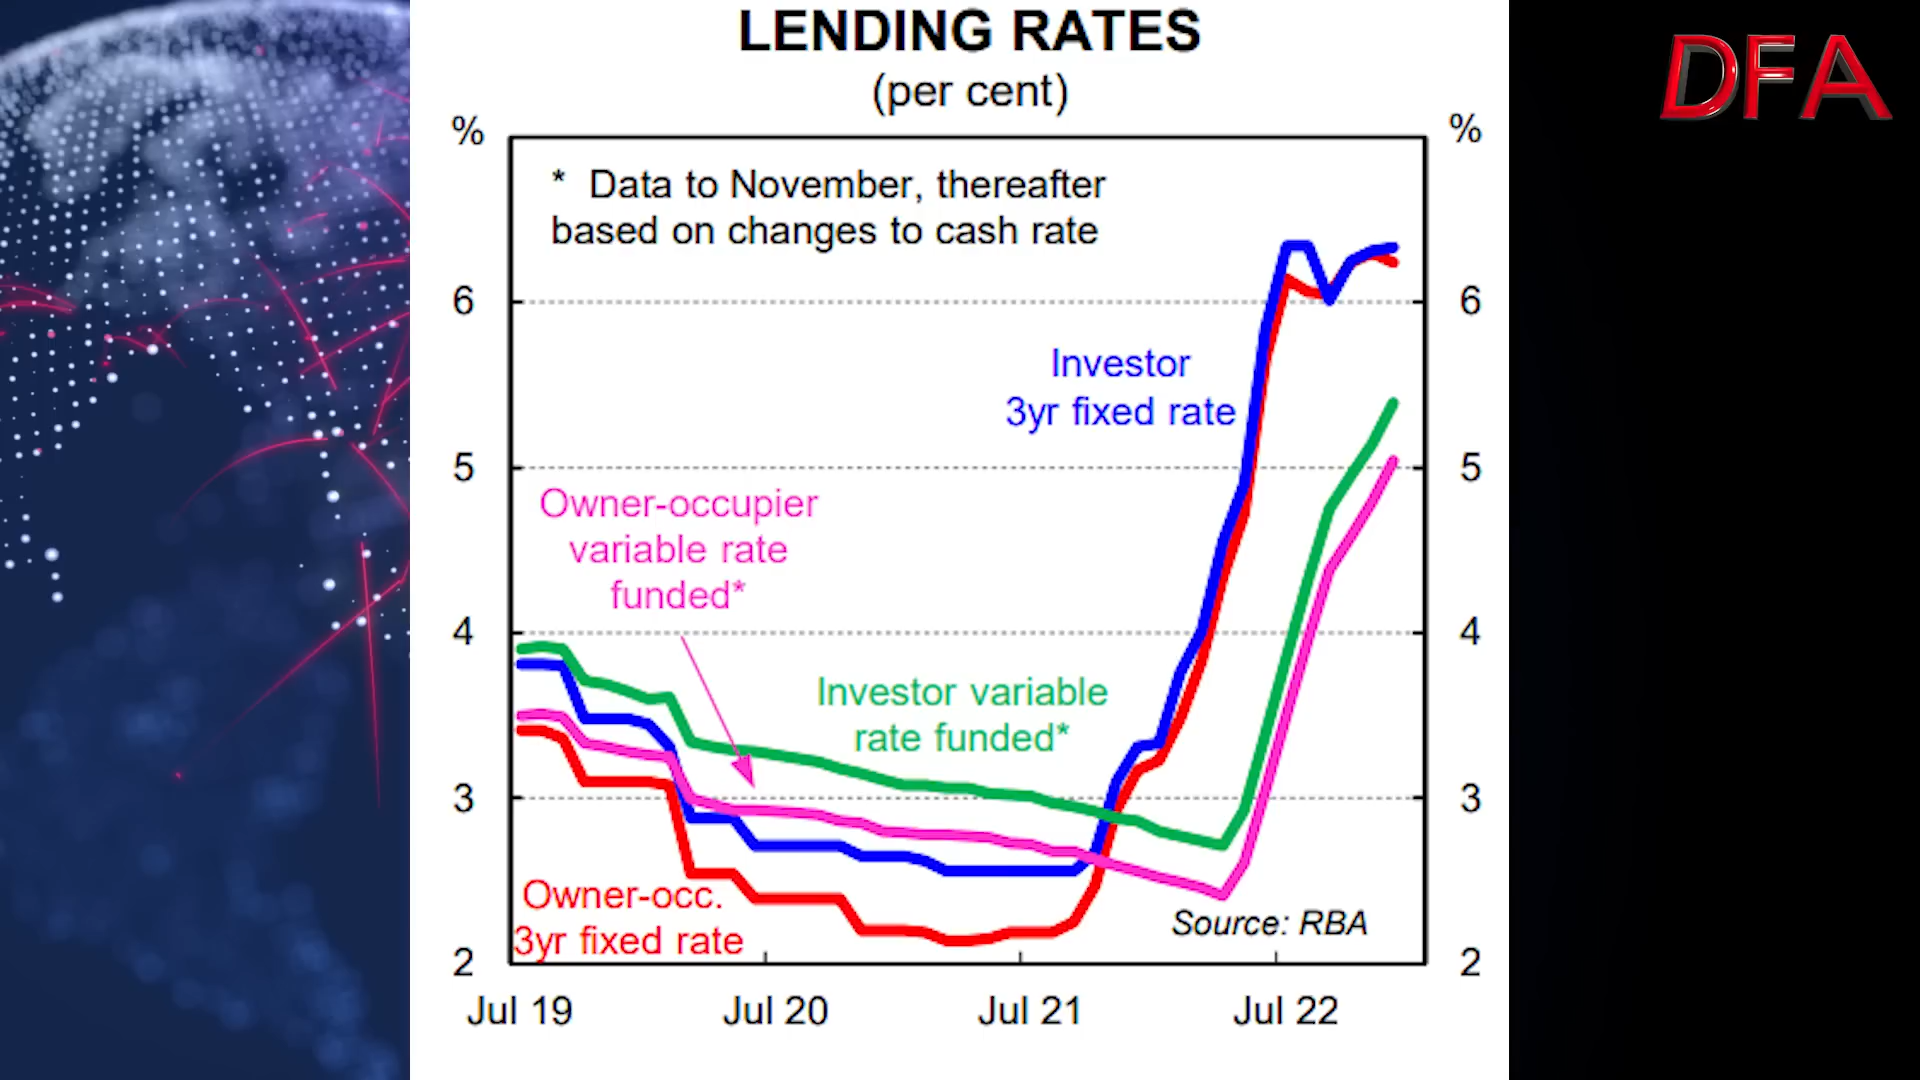 LENDING RATES
DFA
(per cent)
%
%
* Data to November, thereafter
based on changes to cash rate
6
6
Investor
3yr fixed rate
5
5
Owner-occupier
variable rate
funded*
4
4
Investor variable
rate funded*
3
3
Owner-occ.
3yr fixed rate
Source: RBA
2
2
Jul 19
Jul 20
Jul 21
Jul 22